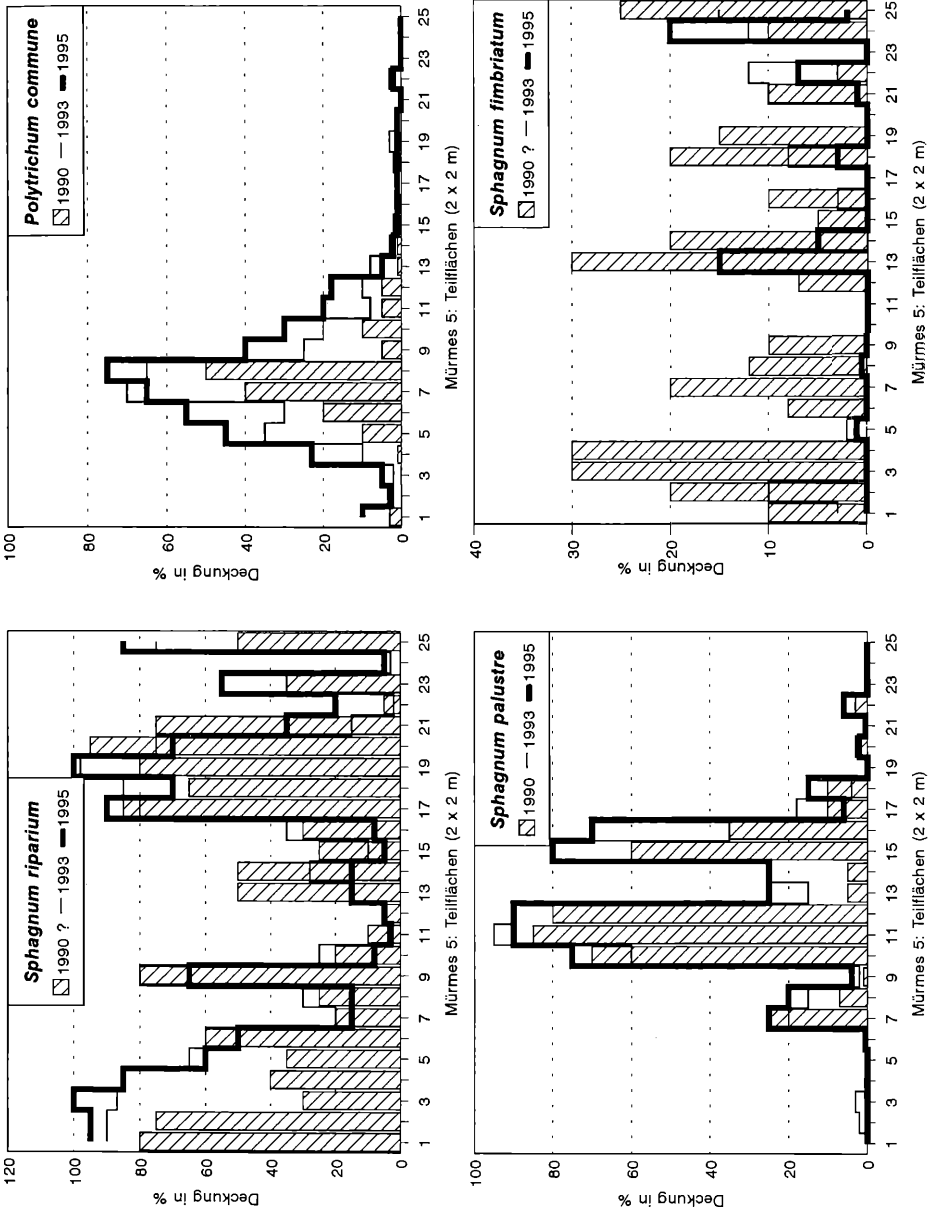 Sphagnum riparium
1990 ? 1993 1995
Deckung in %
120
100
80
60
40
20
0
1 3 5 7 9 11 13 15 17 19 21 23 25
Mürmes 5: Teilflächen (2 x 2 m)
Polytrichum commune
1990 1993 1995
Deckung in %
100
80
60
40
20
0
1 3 5 7 9 11 13 15 17 19 21 23 25
Mürmes 5: Teilflächen (2 x 2 m)
Sphagnum palustre
1990 1993 1995
Deckung in %
100
80
60
40
20
0
1 3 5 7 9 11 13 15 17 19 21 23 25
Mürmes 5: Teilflächen (2 x 2 m)
Sphagnum fimbriatum
1990 ? 1993 1995
Deckung in %
40
30
20
10
0
1 3 5 7 9 11 13 15 17 19 21 23 25
Mürmes 5: Teilflächen (2 x 2 m)